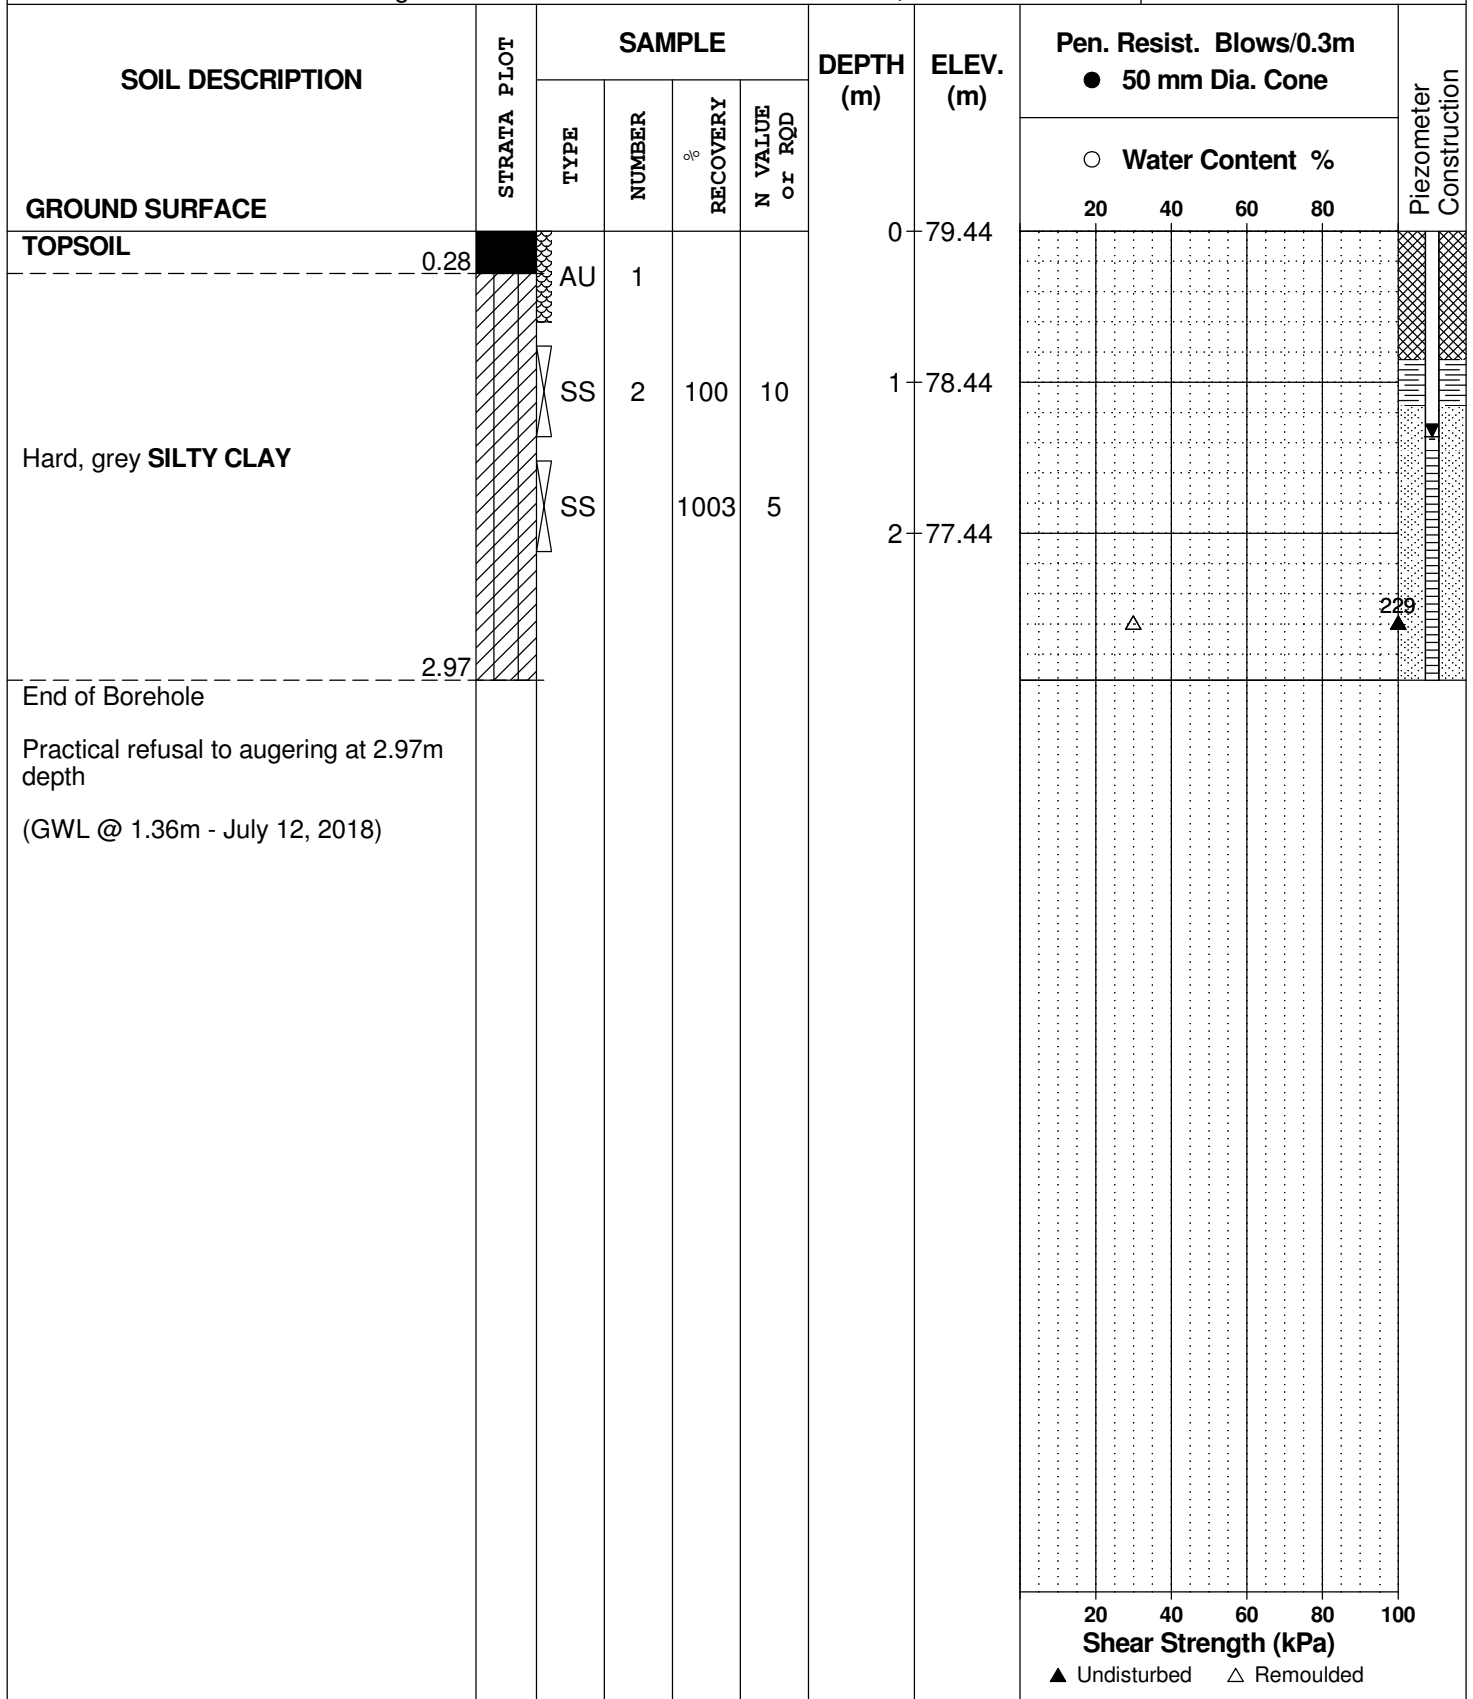 SOIL DESCRIPTION
STRATA PLOT
SAMPLE
TYPE
NUMBER
% RECOVERY
N VALUE or RQD
DEPTH (m)
ELEV. (m)
Pen. Resist. Blows/0.3m
● 50 mm Dia. Cone
○ Water Content %
20 40 60 80
Piezometer Construction
GROUND SURFACE
TOPSOIL
0.28
AU 1
0 79.44
SS 2 100 10
1 78.44
Hard, grey SILTY CLAY
SS 1003 5
2 77.44
229
2.97
End of Borehole
Practical refusal to augering at 2.97m
depth
(GWL @ 1.36m - July 12, 2018)
20 40 60 80 100
Shear Strength (kPa)
▲ Undisturbed △ Remoulded